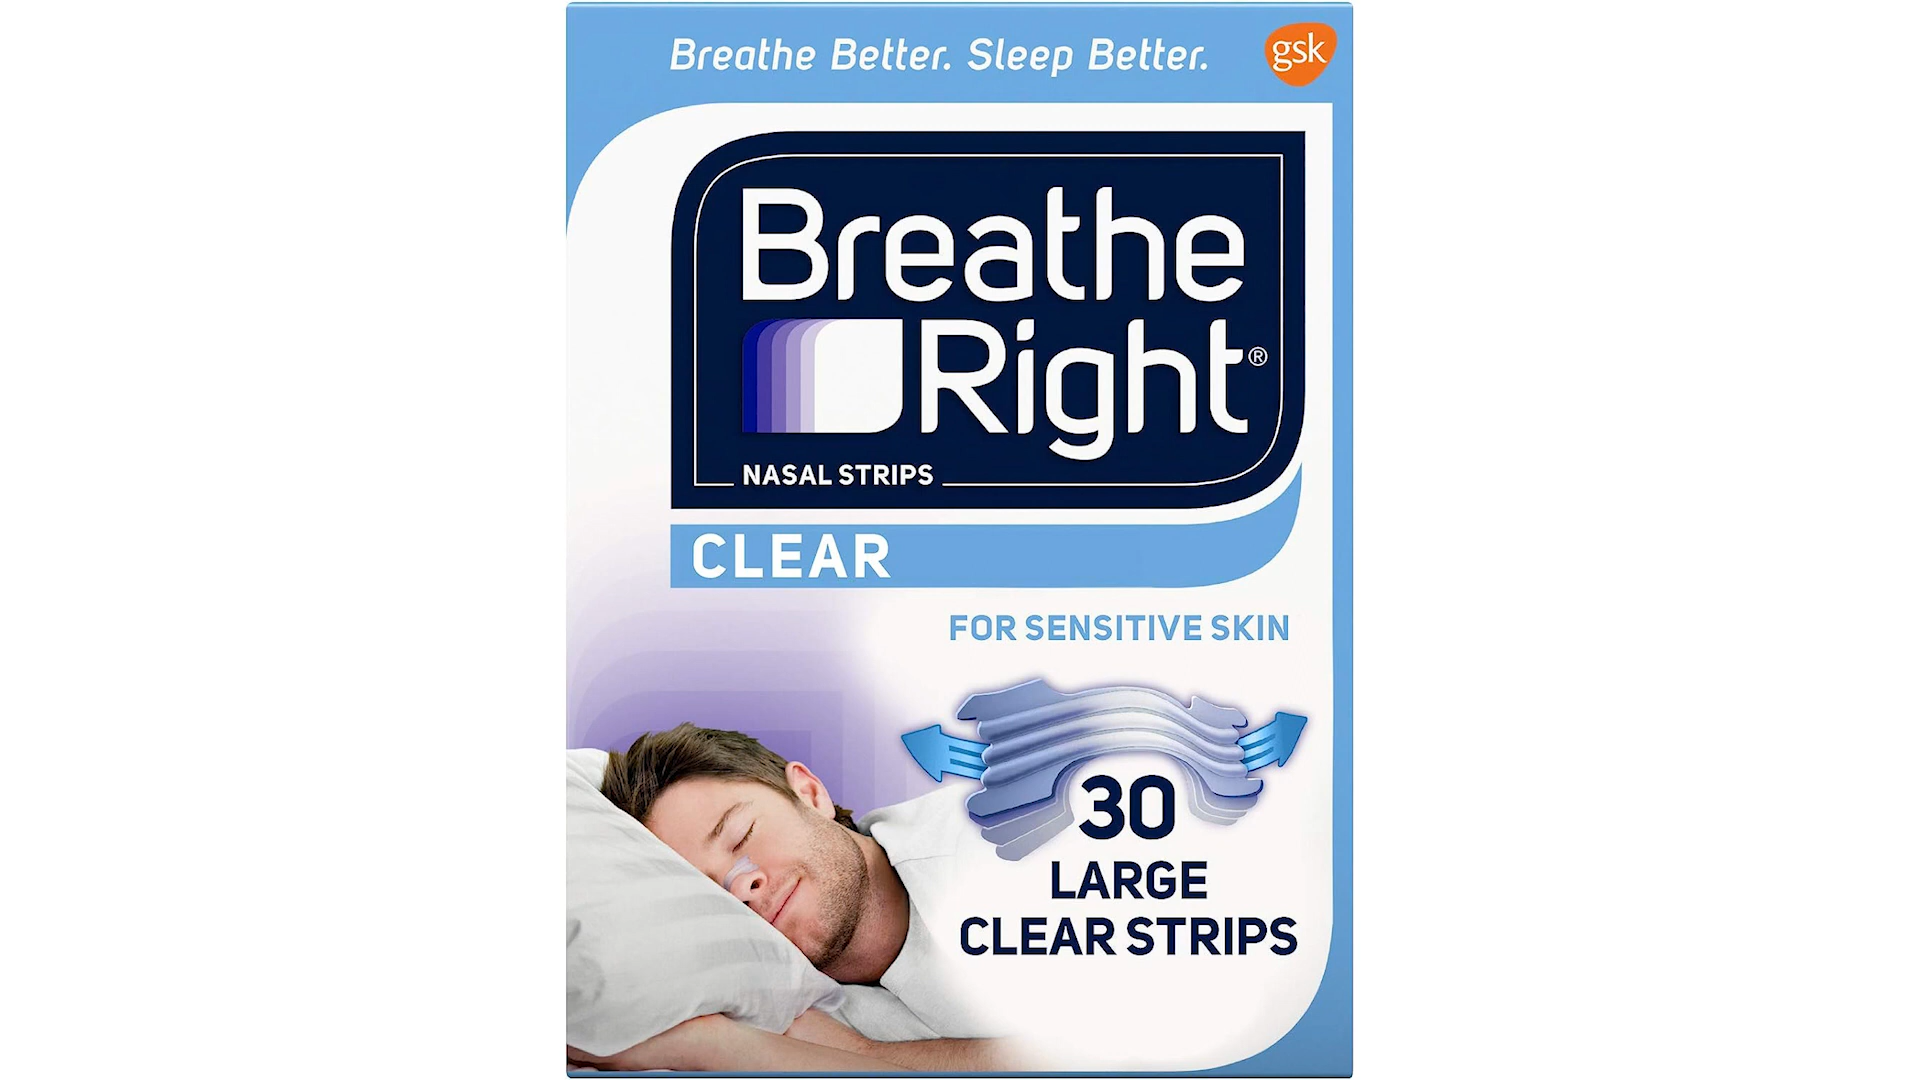 Breathe Better. Sleep Better.
gsk
Breathe
Right®
NASAL STRIPS
CLEAR
FOR SENSITIVE SKIN
30
LARGE
CLEAR STRIPS